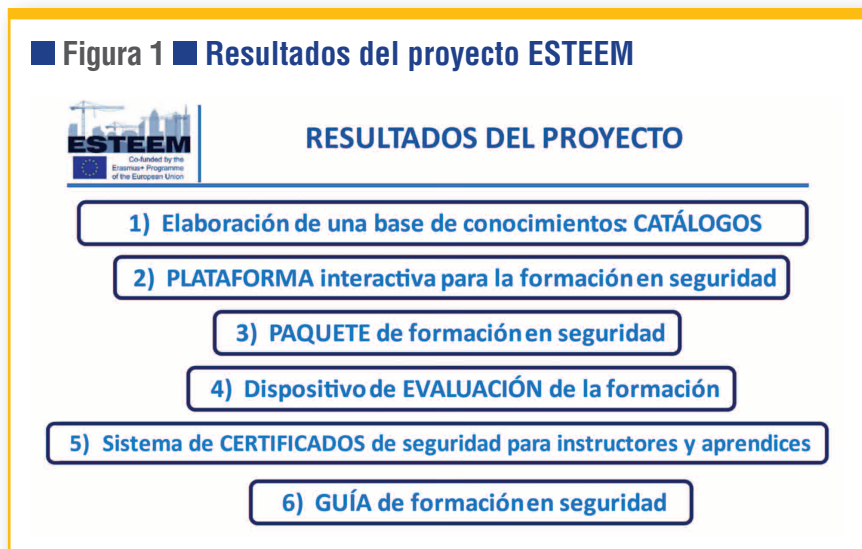 Figura 1 Resultados del proyecto ESTEEM
ESTEEM
Co-funded by the
Erasmus+ Programme
of the European Union
RESULTADOS DEL PROYECTO
1) Elaboración de una base de conocimientos: CATÁLOGOS
2) PLATAFORMA interactiva para la formación en seguridad
3) PAQUETE de formación en seguridad
4) Dispositivo de EVALUACIÓN de la formación
5) Sistema de CERTIFICADOS de seguridad para instructores y aprendices
6) GUÍA de formación en seguridad